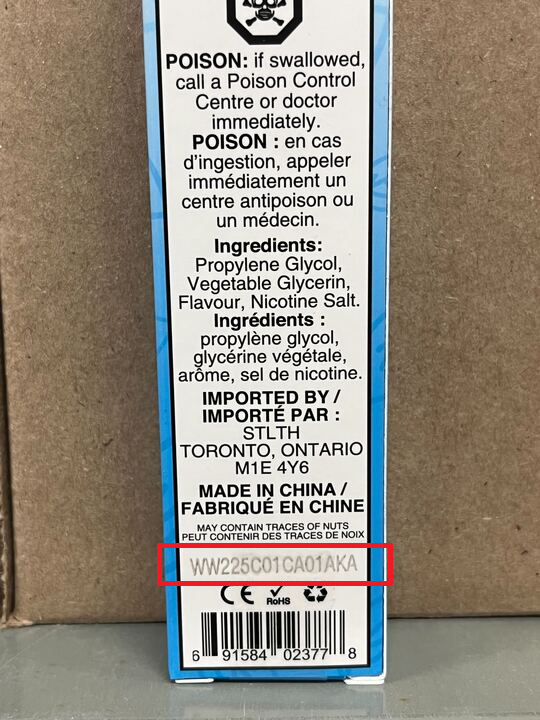 POISON: if swallowed,
call a Poison Control
Centre or doctor
immediately.
POISON : en cas
d'ingestion, appeler
immédiatement un
centre antipoison ou
un médecin.
Ingredients:
Propylene Glycol,
Vegetable Glycerin,
Flavour, Nicotine Salt.
Ingrédients :
propylène glycol,
glycérine végétale,
arôme, sel de nicotine.
IMPORTED BY /
IMPORTÉ PAR :
STLTH
TORONTO, ONTARIO
M1E 4Y6
MADE IN CHINA /
FABRIQUÉ EN CHINE
MAY CONTAIN TRACES OF NUTS
PEUT CONTENIR DES TRACES DE NOIX
WW225C01CA01AKA
CE RoHS
6 91584 02377 8